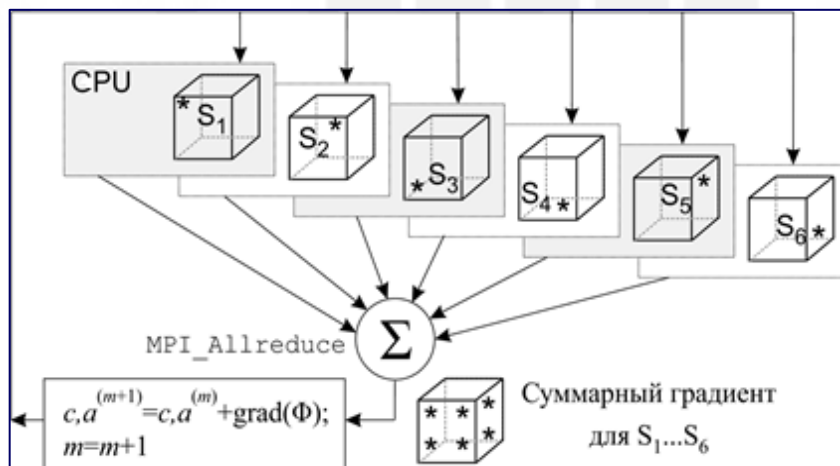 CPU
* S₁
S₂ *
* S₃
S₄ *
S₅ *
S₆ *
MPI_Allreduce
Σ
c,a⁽ᵐ⁺¹⁾=c,a⁽ᵐ⁾+grad(Φ);
m=m+1
* * *
* * *
Суммарный градиент
для S₁...S₆